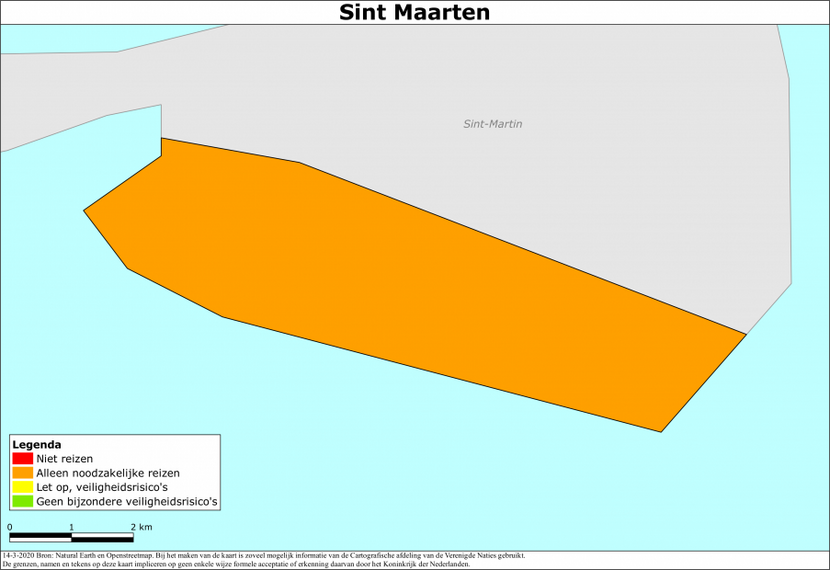 Sint Maarten
Sint-Martin
Legenda
Niet reizen
Alleen noodzakelijke reizen
Let op, veiligheidsrisico's
Geen bijzondere veiligheidsrisico's
0 1 2 km
14-3-2020 Bron: Natural Earth en Openstreetmap. Bij het maken van de kaart is zoveel mogelijk informatie van de Cartografische afdeling van de Verenigde Naties gebruikt.
De grenzen, namen en tekens op deze kaart impliceren op geen enkele wijze formele acceptatie of erkenning daarvan door het Koninkrijk der Nederlanden.